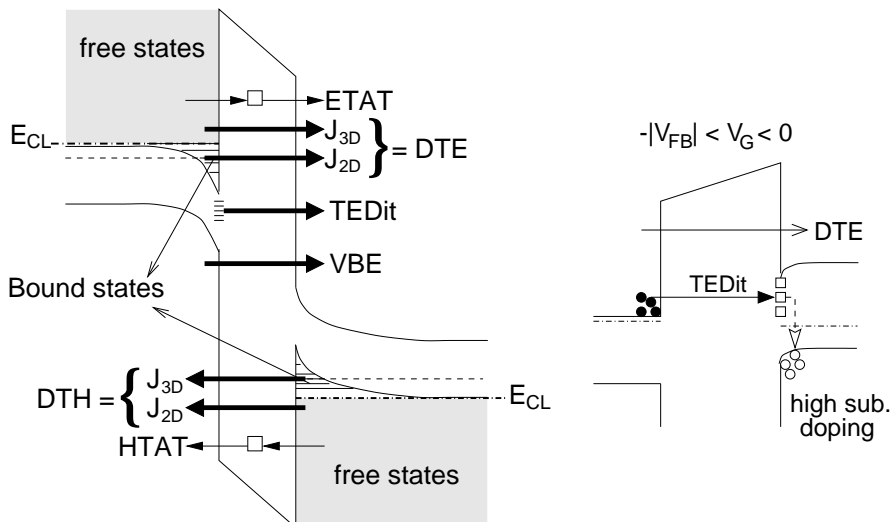 free states
ETAT
E_CL
J_3D
J_2D
} = DTE
TEDit
VBE
Bound states
DTH = {
J_3D
J_2D
E_CL
HTAT
free states
-|V_FB| < V_G < 0
DTE
TEDit
high sub.
doping